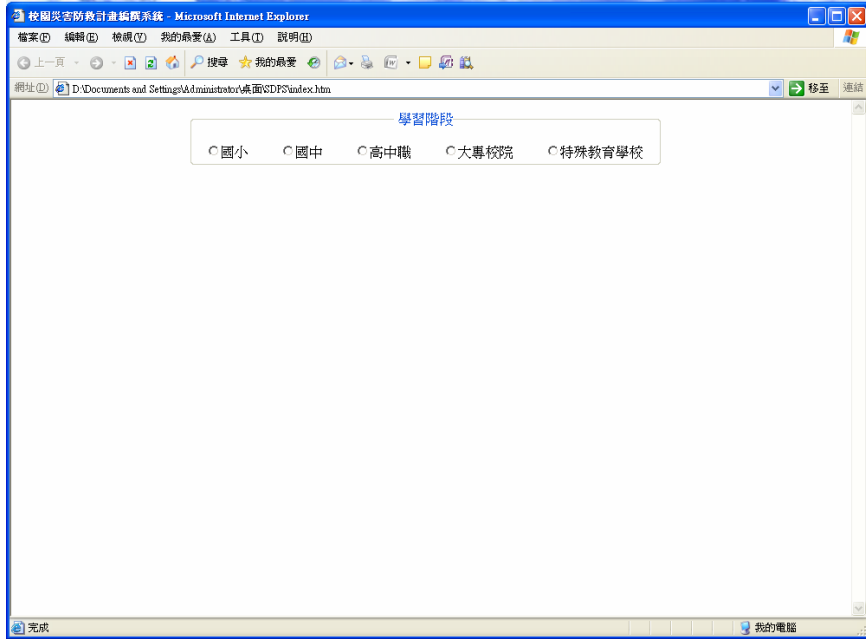 校園災害防救計畫編撰系統 - Microsoft Internet Explorer
檔案(F) 編輯(E) 檢視(V) 我的最愛(A) 工具(T) 說明(H)
上一頁 搜尋 我的最愛
網址(D) D:\Documents and Settings\Administrator\桌面\SDPS\index.htm 移至 連結
學習階段
國小 國中 高中職 大專校院 特殊教育學校
完成 我的電腦